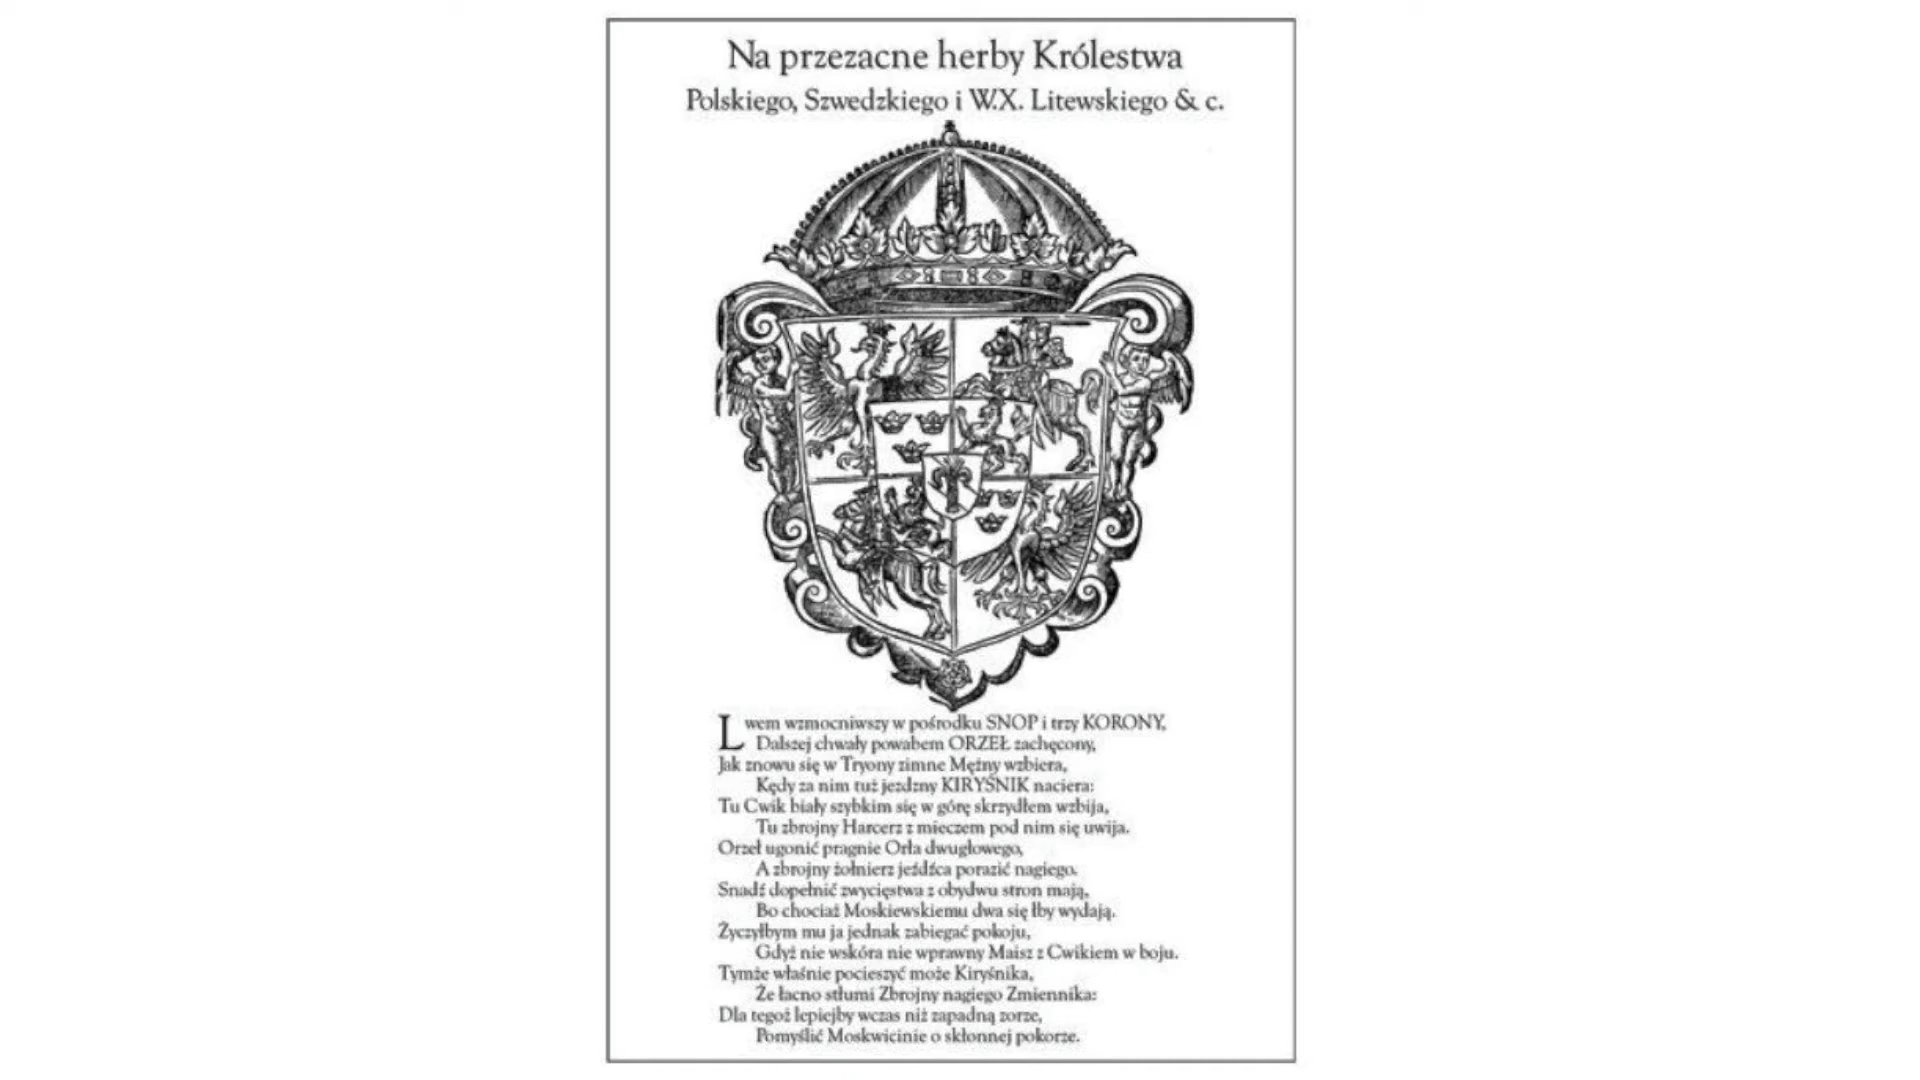 Na przezacne herby Królestwa
Polskiego, Szwedzkiego i W.X. Litewskiego & c.
Lwem wzmocniwszy w pośrodku SNOP i trzy KORONY,
Dalszej chwały powabem ORZEŁ zachęcony,
Jak znowu się w Tryony zimne Mężny wzbiera,
Kędy za nim tuż jezdzny KIRYŚNIK naciera:
Tu Cwik biały szybkim się w górę skrzydłem wzbija,
Tu zbrojny Harcerz z mieczem pod nim się uwija.
Orzeł ugonić pragnie Orła dwugłowego,
A zbrojny żołnierz jeźdźca porazić nagiego.
Snadź dopełnić zwycięstwa z obydwu stron mają,
Bo chociaż Moskiewskiemu dwa się łby wydają.
Życzyłbym mu ja jednak zabiegać pokoju,
Gdyż nie wskóra nie wprawny Maisz z Cwikiem w boju.
Tymże właśnie pocieszyć może Kiryśnika,
Że łacno stłumi Zbrojny nagiego Zmiennika:
Dla tegoż lepiejby wczas niż zapadną zorze,
Pomyślić Moskwicinie o skłonnej pokorze.